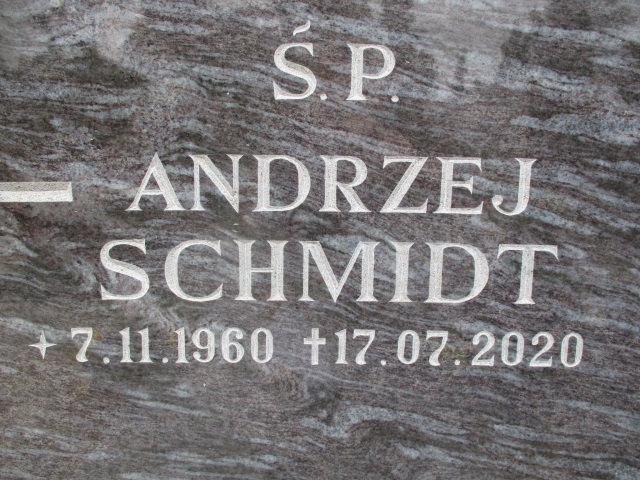 Ś.P.
ANDRZEJ
SCHMIDT
7.11.1960 †17.07.2020